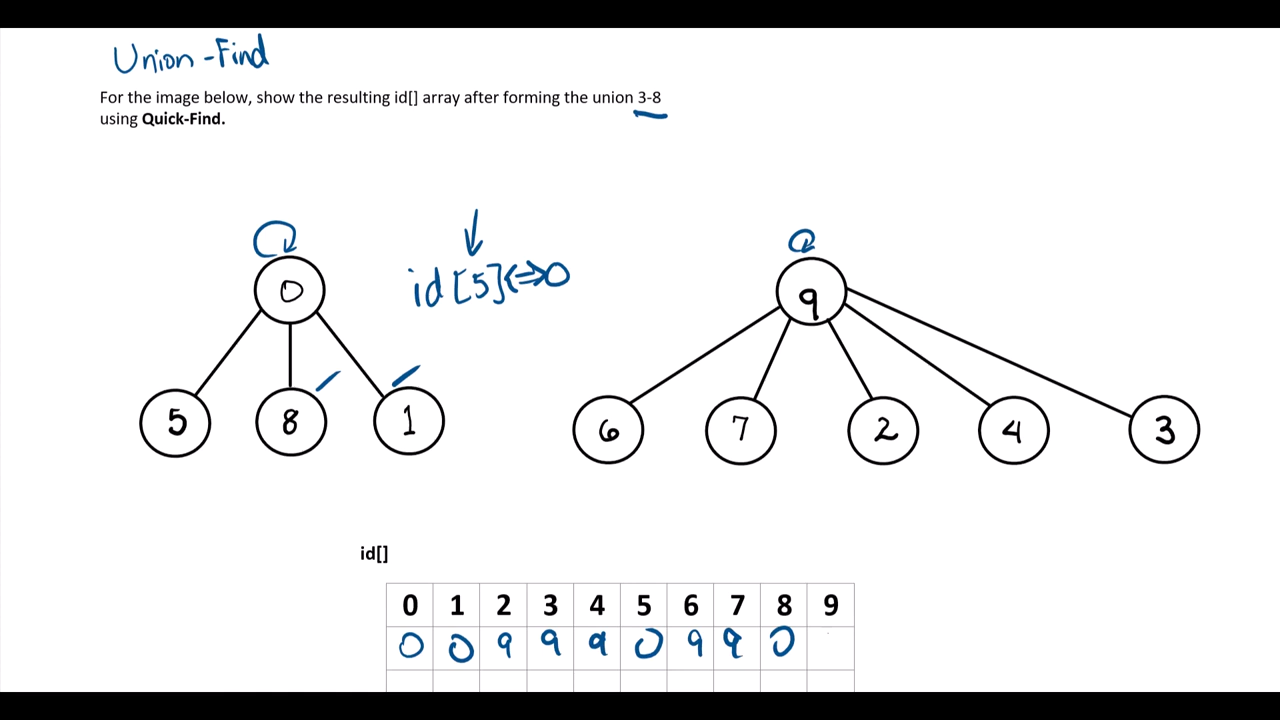 Union-Find
For the image below, show the resulting id[] array after forming the union 3-8
using Quick-Find.
0
id[5]<=>0
9
5
8
1
6
7
2
4
3
id[]
0 1 2 3 4 5 6 7 8 9
0 0 9 9 9 0 9 9 0